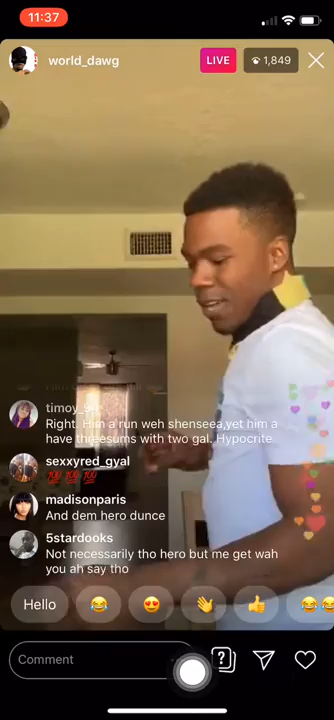 11:37
world_dawg
LIVE
1,849
timoy_
Right. Him a run weh shenseea,yet him a
have threesums with two gal. Hypocrite
sexxyred_gyal
💯💯💯
madisonparis
And dem hero dunce
5stardooks
Not necessarily tho hero but me get wah
you ah say tho
Hello
Comment